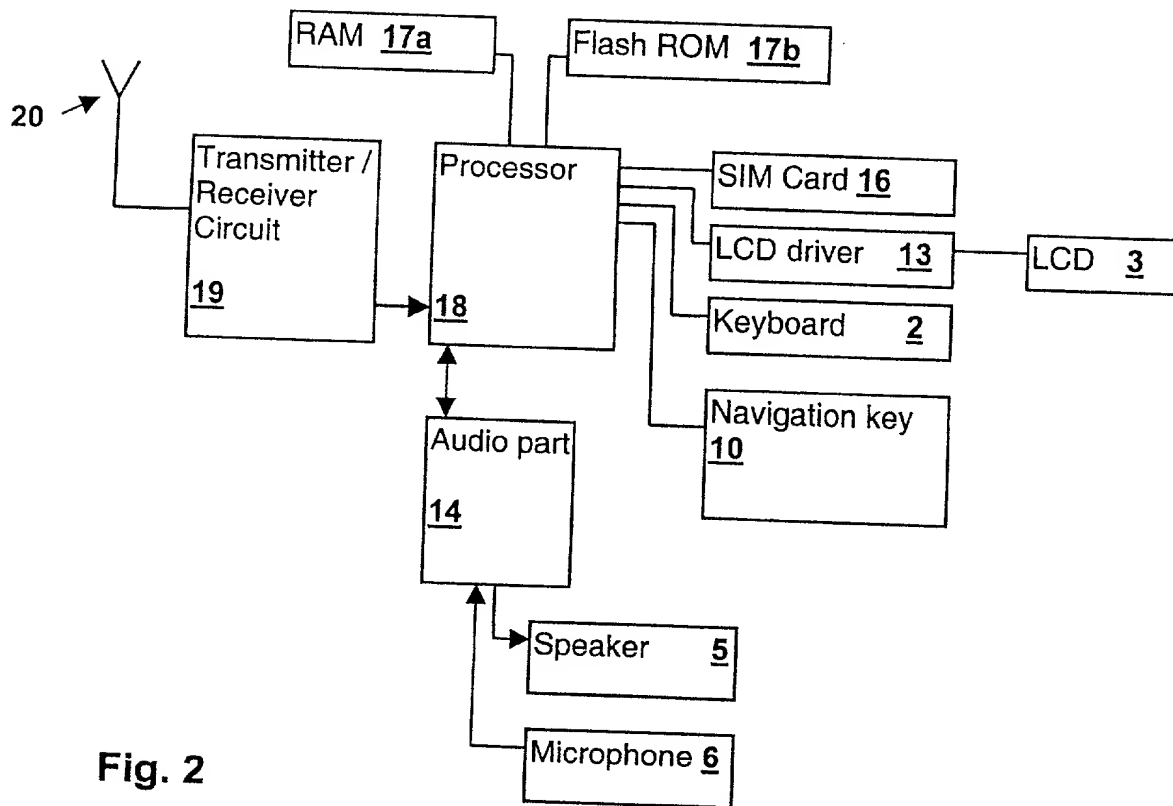 RAM 17a
Flash ROM 17b
20
Transmitter /
Receiver
Circuit
19
Processor
18
SIM Card 16
LCD driver 13
LCD 3
Keyboard 2
Navigation key
10
Audio part
14
Speaker 5
Microphone 6
Fig. 2